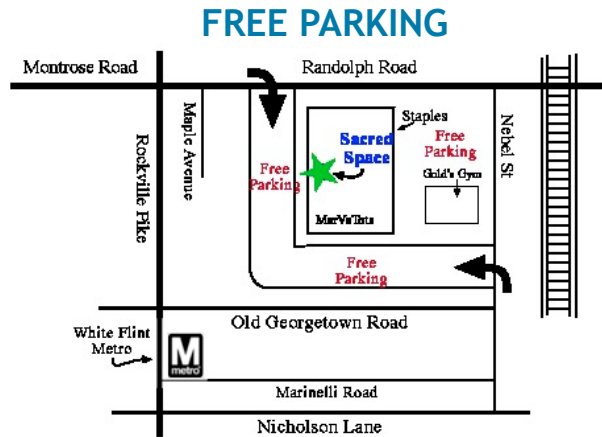 FREE PARKING
Montrose Road
Randolph Road
Maple Avenue
Rockville Pike
Staples
Sacred
Space
Free
Parking
Free
Parking
Nebel St
Gold's Gym
MarVaTots
Free
Parking
Old Georgetown Road
White Flint
Metro
M
metro
Marinelli Road
Nicholson Lane